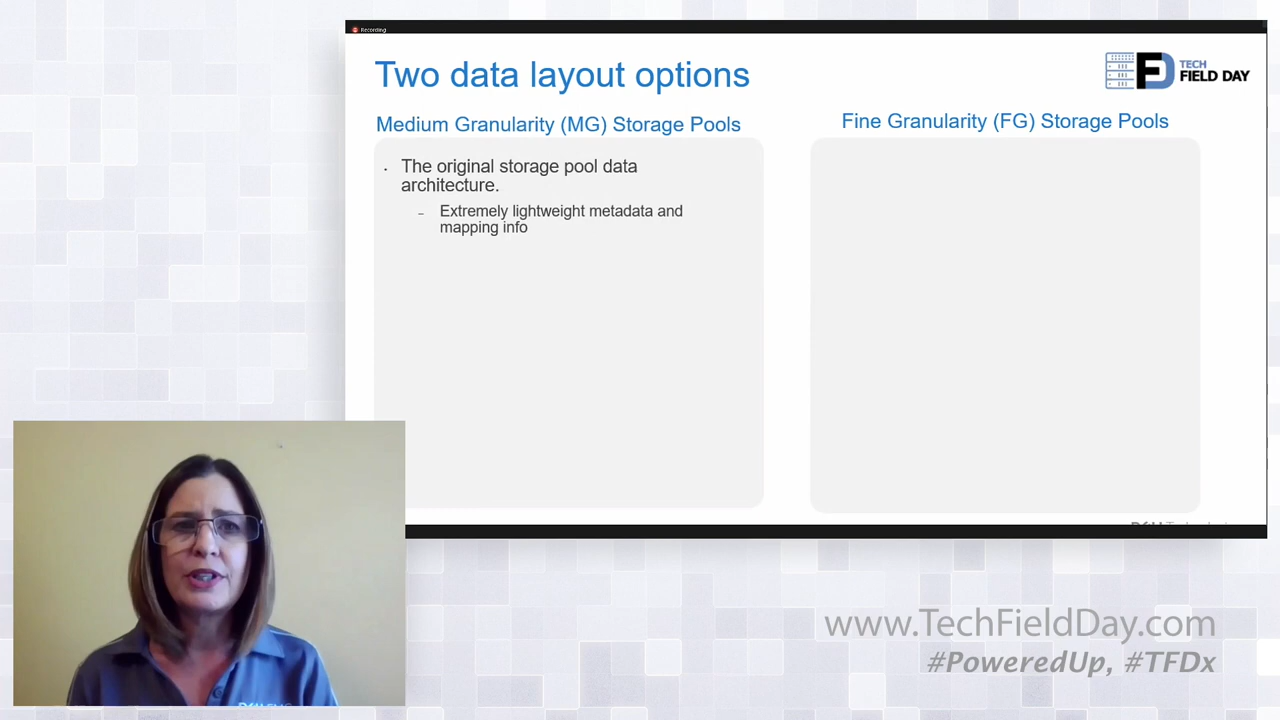 Recording
Two data layout options
TECH
FIELD DAY
Medium Granularity (MG) Storage Pools
Fine Granularity (FG) Storage Pools
· The original storage pool data
architecture.
– Extremely lightweight metadata and
mapping info
www.TechFieldDay.com
#PoweredUp, #TFDx